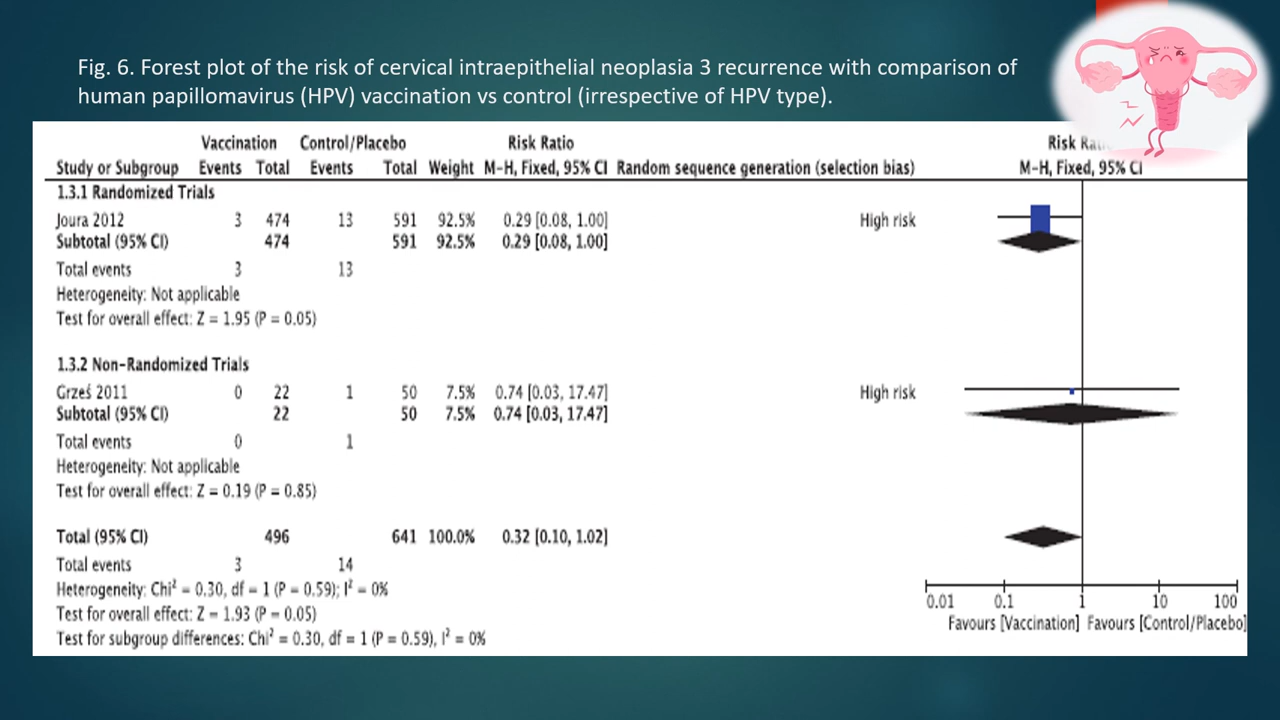 Fig. 6. Forest plot of the risk of cervical intraepithelial neoplasia 3 recurrence with comparison of
human papillomavirus (HPV) vaccination vs control (irrespective of HPV type).
Vaccination Control/Placebo Risk Ratio Risk
Study or Subgroup Events Total Events Total Weight M-H, Fixed, 95% CI Random sequence generation (selection bias) M-H, Fixed, 95% CI
1.3.1 Randomized Trials
Joura 2012 3 474 13 591 92.5% 0.29 [0.08, 1.00] High risk
Subtotal (95% CI) 474 591 92.5% 0.29 [0.08, 1.00]
Total events 3 13
Heterogeneity: Not applicable
Test for overall effect: Z = 1.95 (P = 0.05)
1.3.2 Non-Randomized Trials
Grześ 2011 0 22 1 50 7.5% 0.74 [0.03, 17.47] High risk
Subtotal (95% CI) 22 50 7.5% 0.74 [0.03, 17.47]
Total events 0 1
Heterogeneity: Not applicable
Test for overall effect: Z = 0.19 (P = 0.85)
Total (95% CI) 496 641 100.0% 0.32 [0.10, 1.02]
Total events 3 14
Heterogeneity: Chi² = 0.30, df = 1 (P = 0.59); I² = 0%
Test for overall effect: Z = 1.93 (P = 0.05)
Test for subgroup differences: Chi² = 0.30, df = 1 (P = 0.59), I² = 0%
0.01 0.1 1 10 100
Favours [Vaccination] Favours [Control/Placebo]